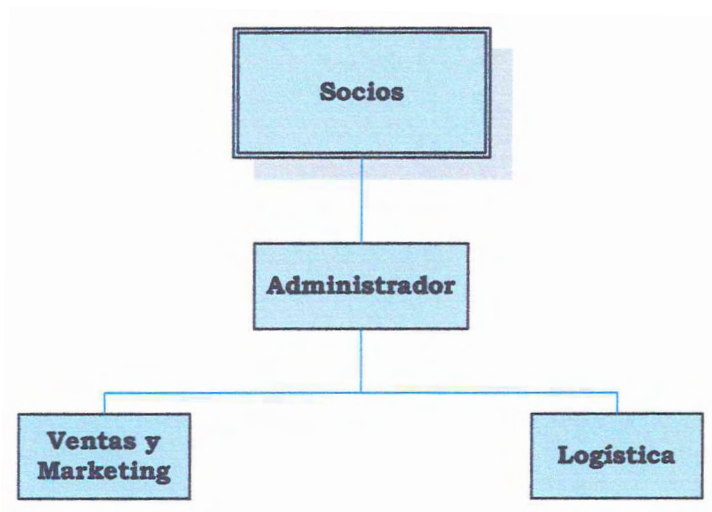 Socios
Administrador
Ventas y
Marketing
Logística